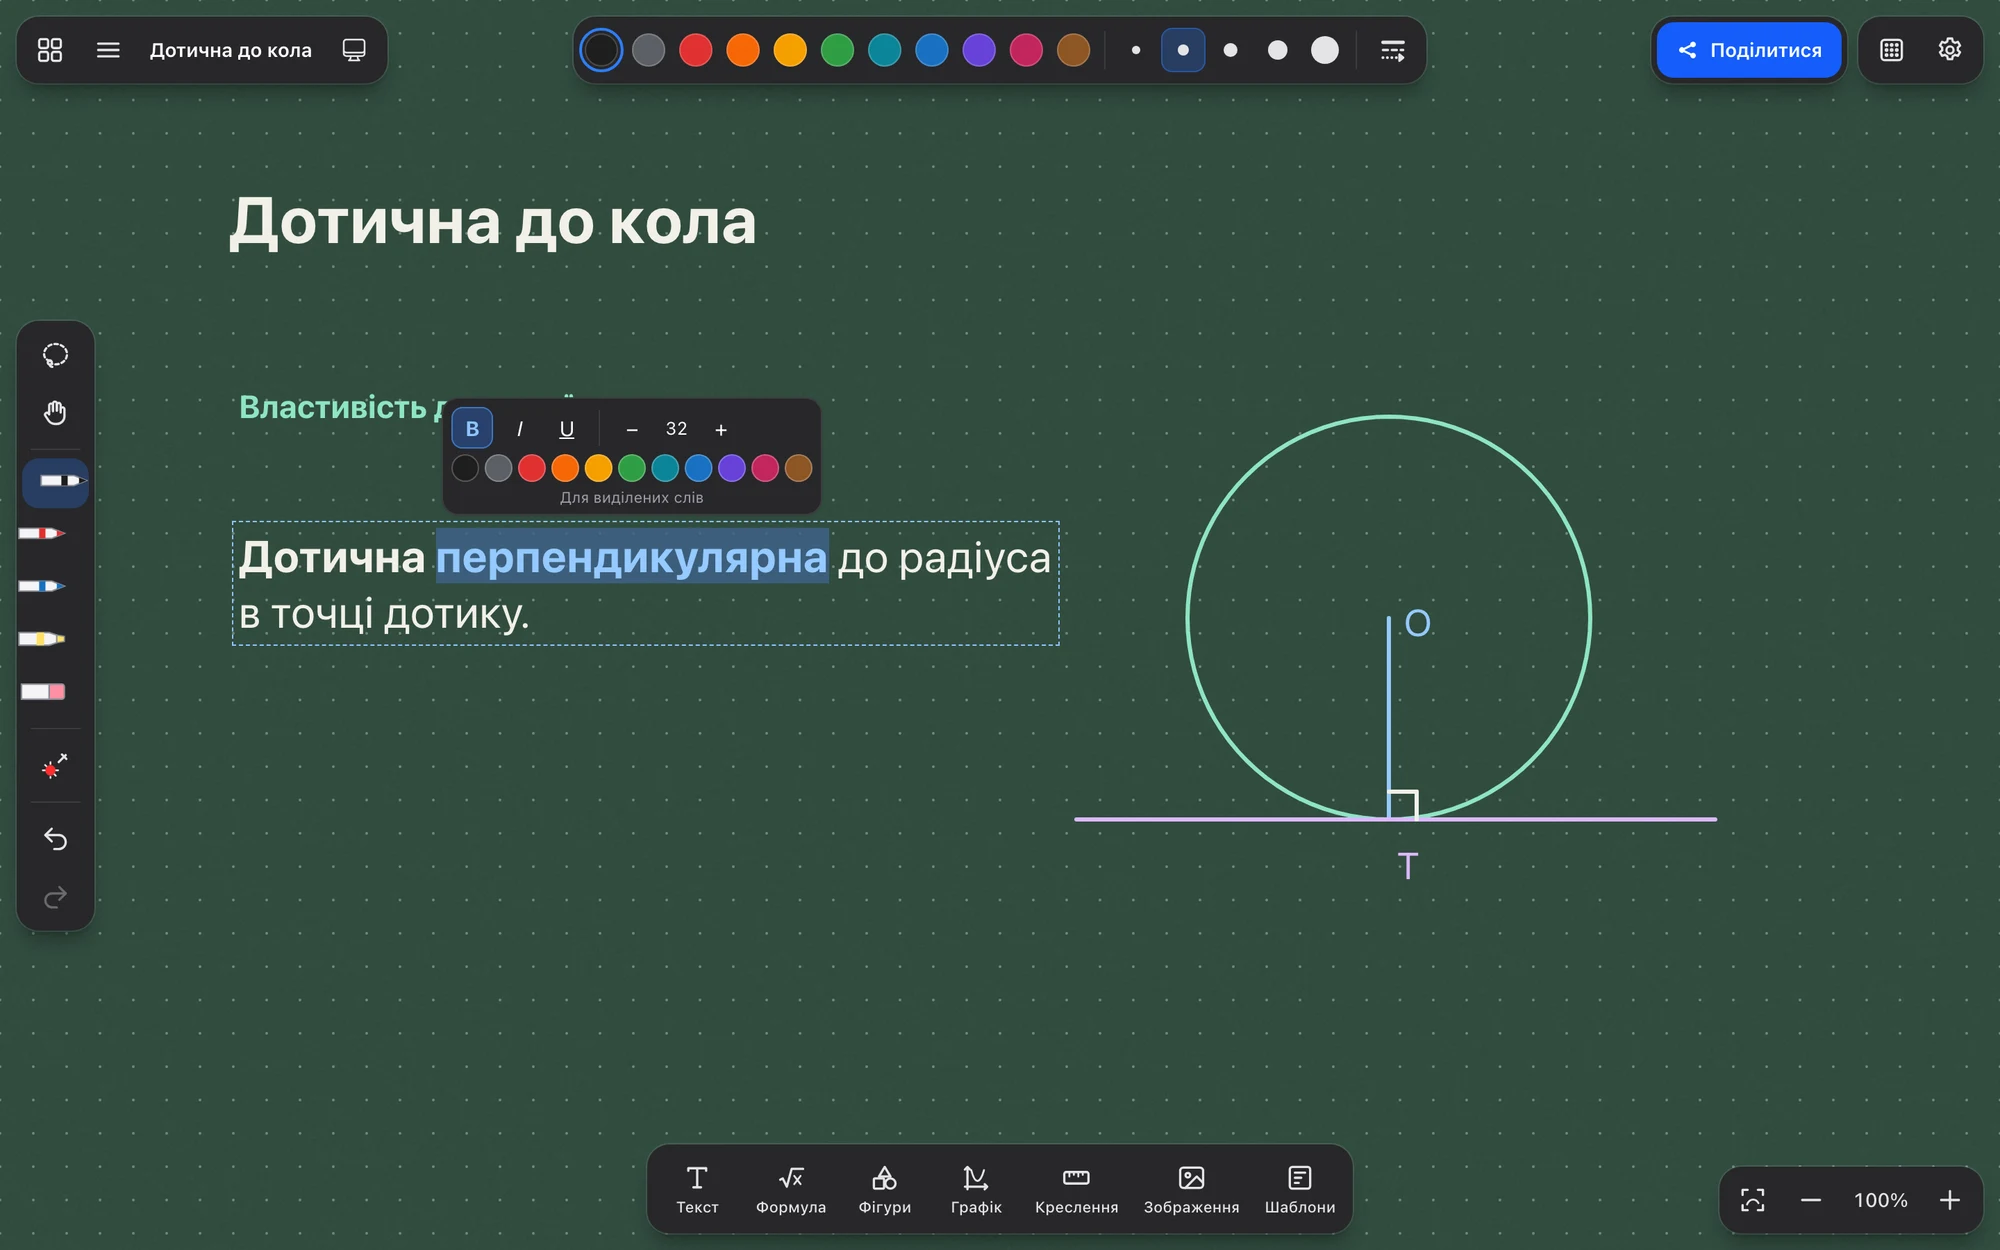 Дотична до кола
Поділитися
Дотична до кола
Властивість
B I U − 32 +
Для виділених слів
Дотична перпендикулярна до радіуса
в точці дотику.
O
T
Текст
Формула
Фігури
Графік
Креслення
Зображення
Шаблони
100%